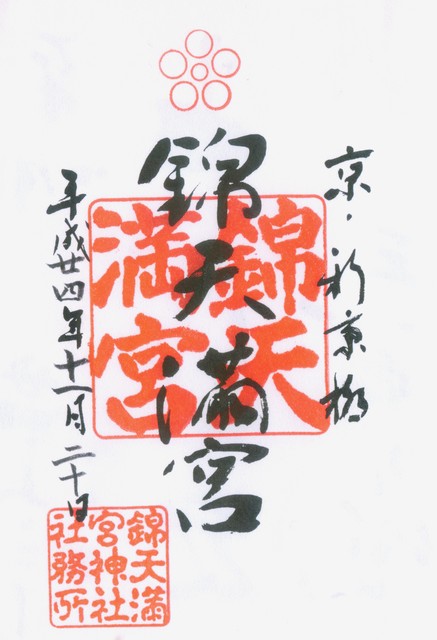 京・新京極
錦天満宮
錦天
満宮
平成廿四年十一月二十日
錦天満
宮神社
社務所